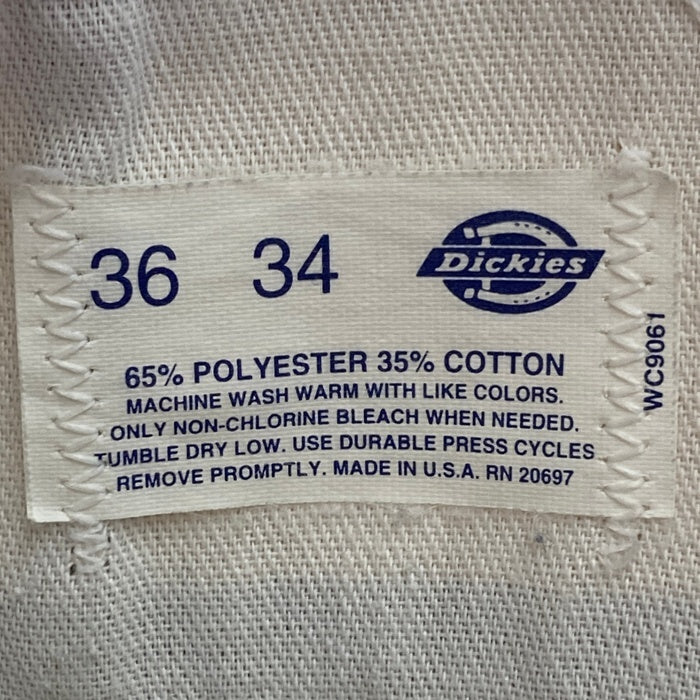 36 34
Dickies
65% POLYESTER 35% COTTON
MACHINE WASH WARM WITH LIKE COLORS.
ONLY NON-CHLORINE BLEACH WHEN NEEDED.
TUMBLE DRY LOW. USE DURABLE PRESS CYCLES
REMOVE PROMPTLY. MADE IN U.S.A. RN 20697
WC9061